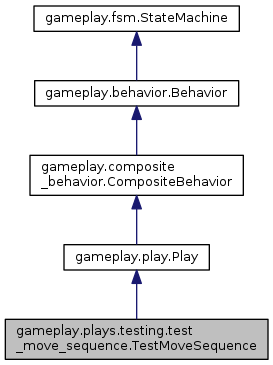 gameplay.fsm.StateMachine
gameplay.behavior.Behavior
gameplay.composite
_behavior.CompositeBehavior
gameplay.play.Play
gameplay.plays.testing.test
_move_sequence.TestMoveSequence